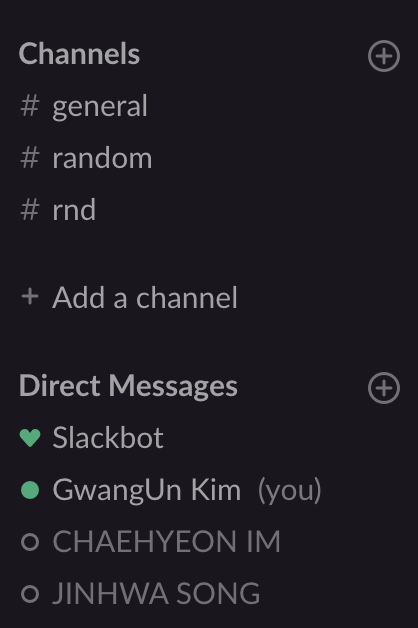 Channels
# general
# random
# rnd
+ Add a channel
Direct Messages
Slackbot
GwangUn Kim (you)
CHAEHYEON IM
JINHWA SONG